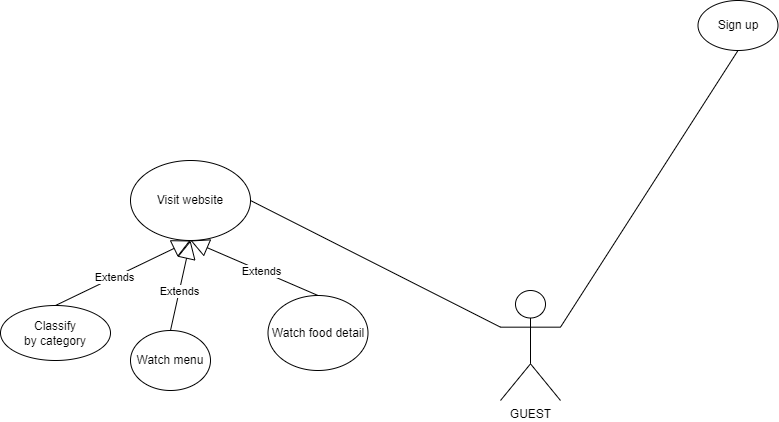 Sign up
Visit website
Extends
Extends
Extends
Classify
by category
Watch menu
Watch food detail
GUEST